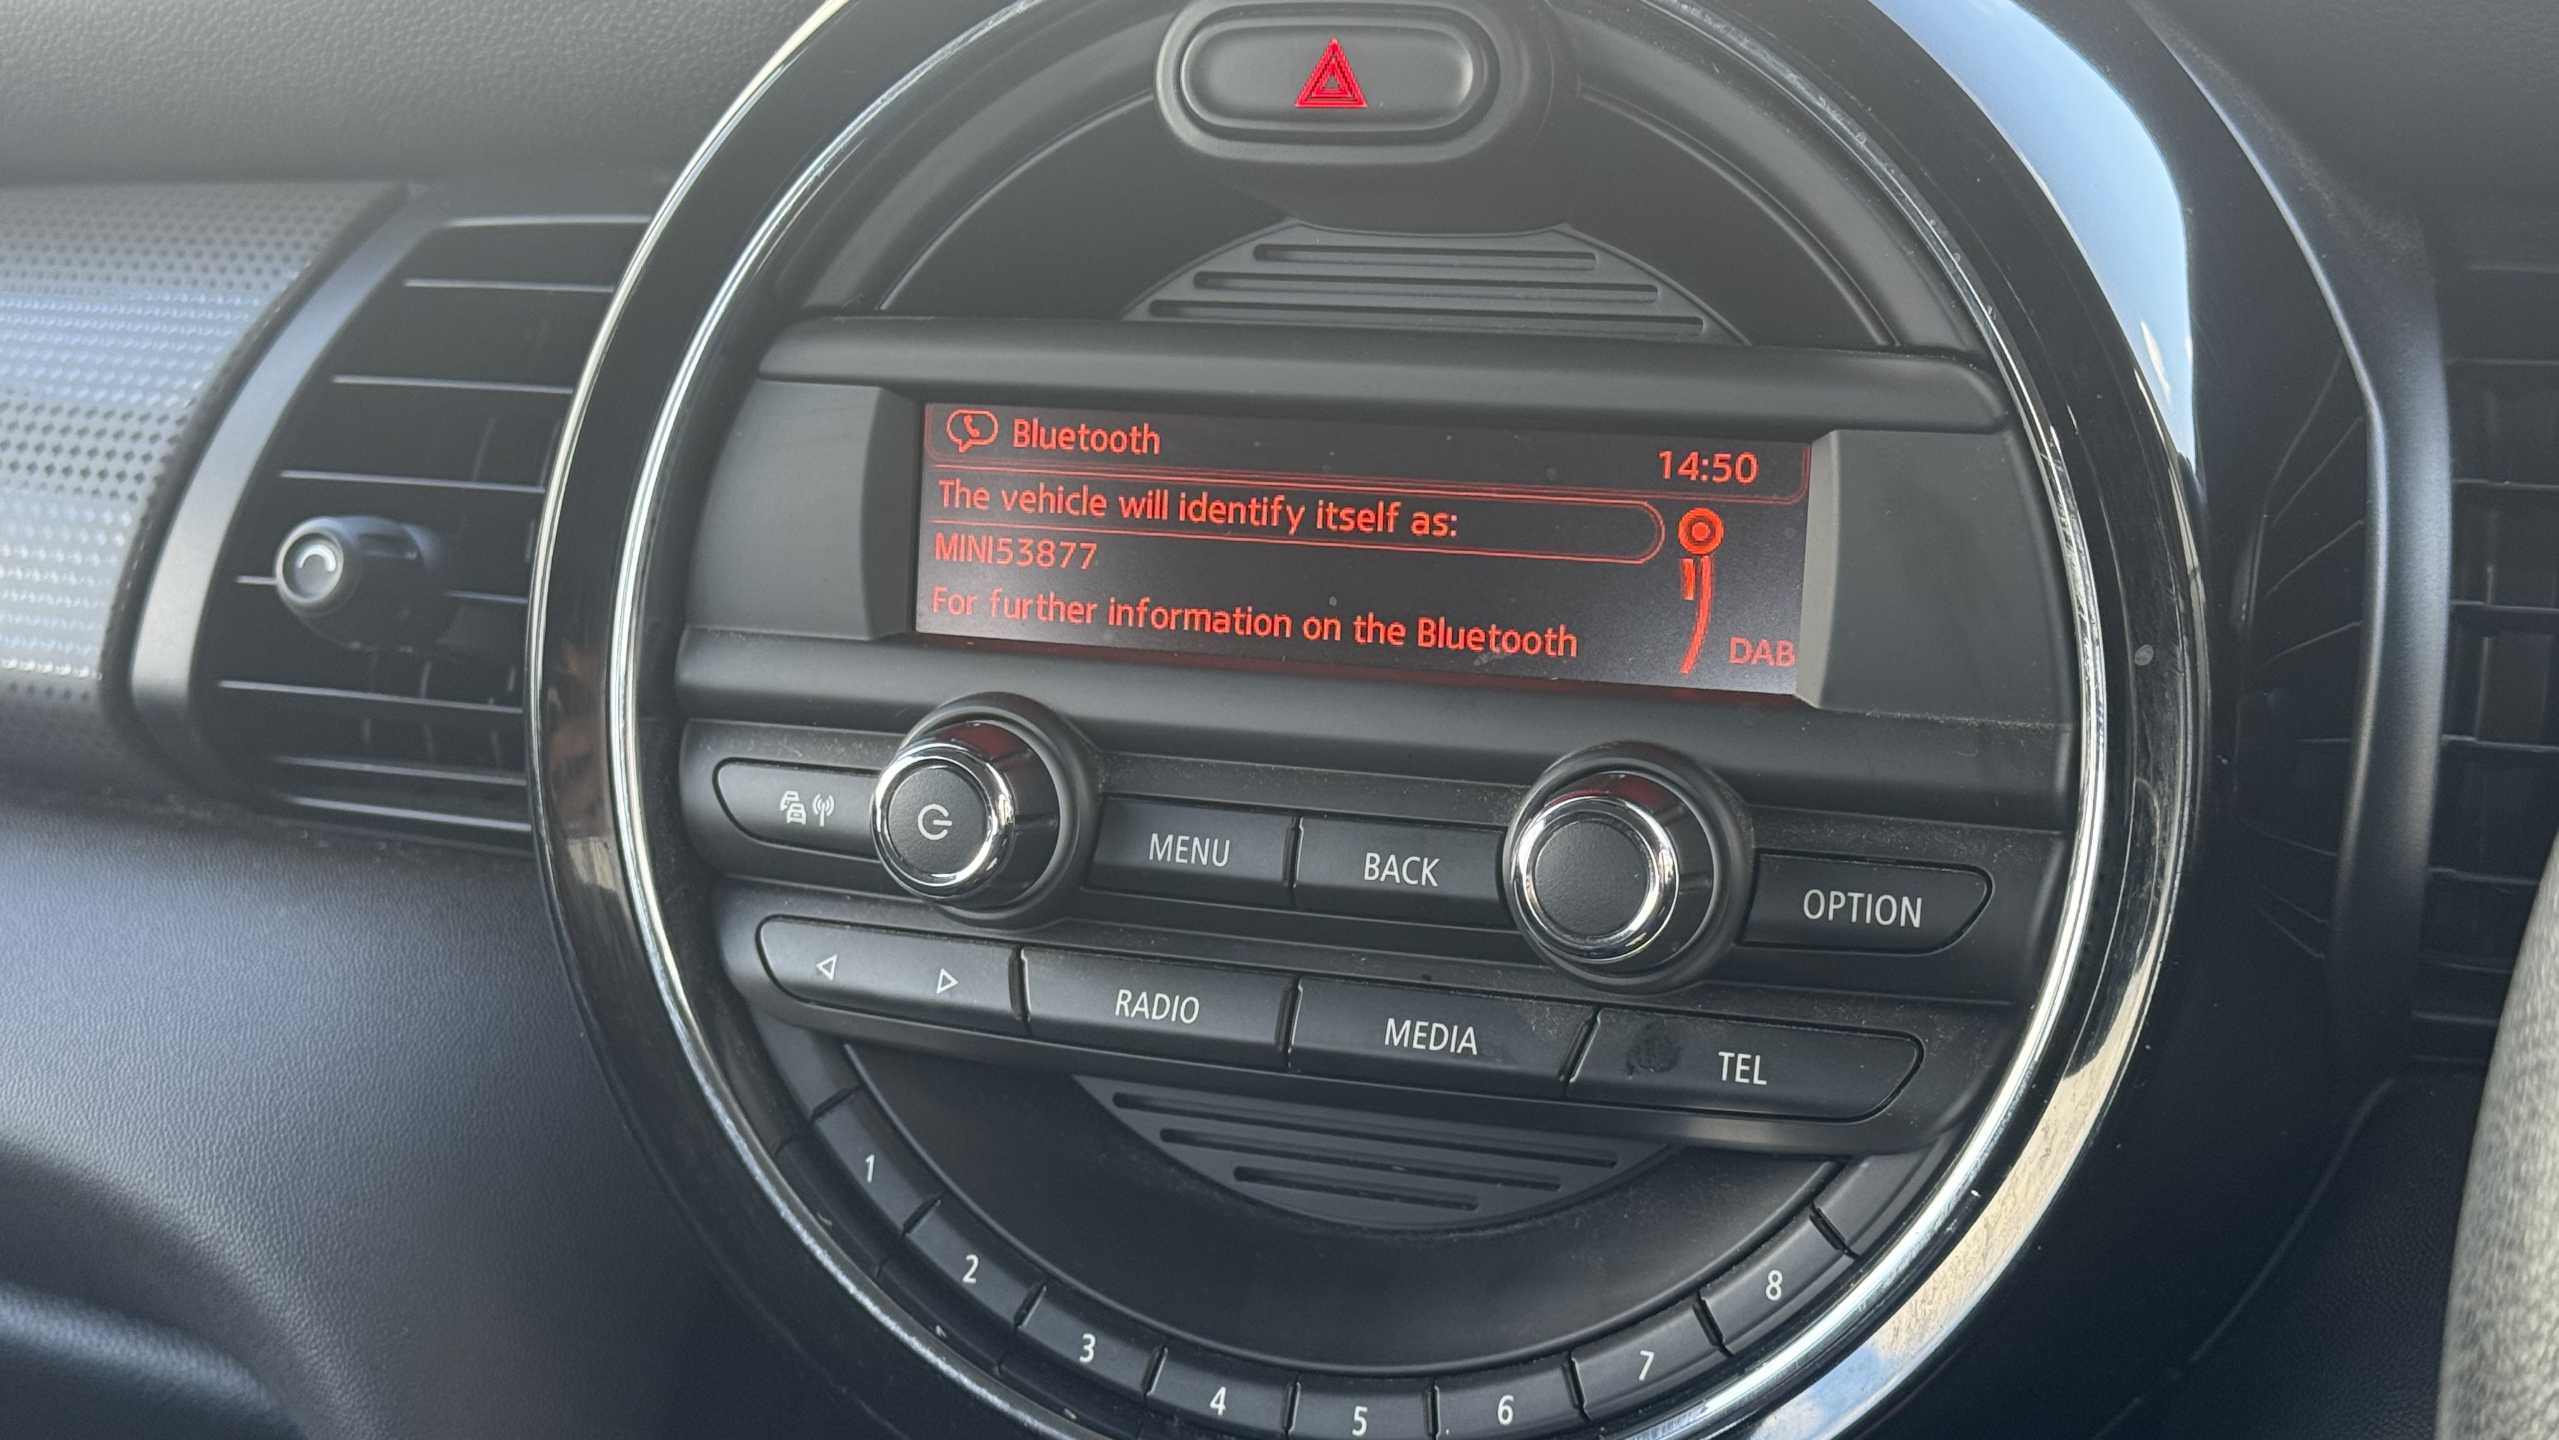 Bluetooth
14:50
The vehicle will identify itself as:
MINI53877
For further information on the Bluetooth
DAB
MENU
BACK
OPTION
RADIO
MEDIA
TEL
1
2
3
4
5
6
7
8